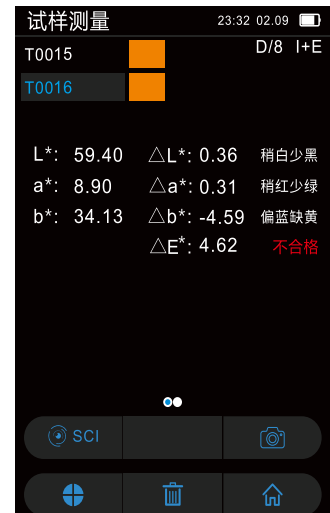 试样测量 23:32 02.09
T0015 D/8 I+E
T0016
L*: 59.40 △L*: 0.36 稍白少黑
a*: 8.90 △a*: 0.31 稍红少绿
b*: 34.13 △b*: -4.59 偏蓝缺黄
△E*: 4.62 不合格
SCI